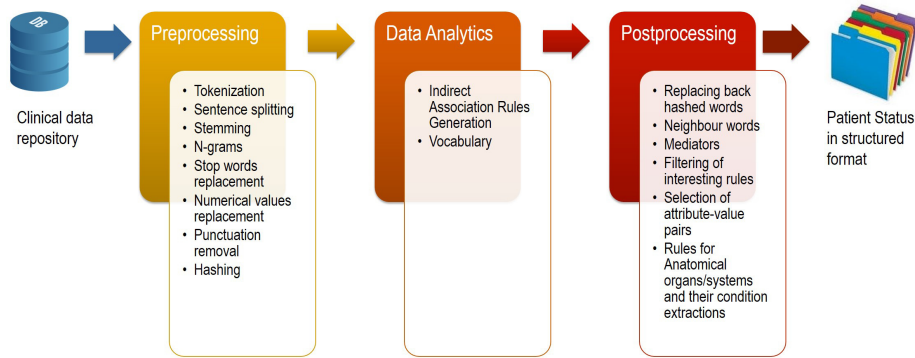 DB
Clinical data
repository
Preprocessing
• Tokenization
• Sentence splitting
• Stemming
• N-grams
• Stop words
replacement
• Numerical values
replacement
• Punctuation
removal
• Hashing
Data Analytics
• Indirect
Association Rules
Generation
• Vocabulary
Postprocessing
• Replacing back
hashed words
• Neighbour words
• Mediators
• Filtering of
interesting rules
• Selection of
attribute-value
pairs
• Rules for
Anatomical
organs/systems
and their condition
extractions
Patient Status
in structured
format